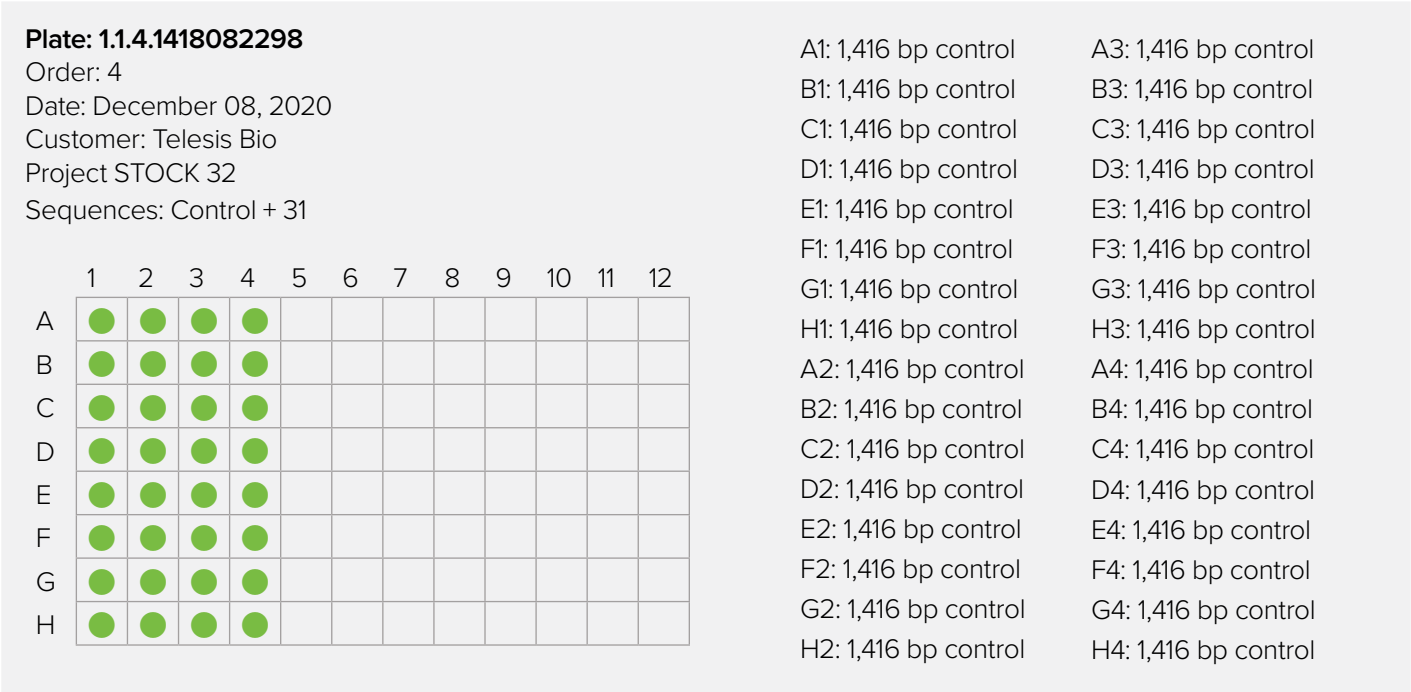 Plate: 1.1.4.1418082298
Order: 4
Date: December 08, 2020
Customer: Telesis Bio
Project STOCK 32
Sequences: Control + 31
1 2 3 4 5 6 7 8 9 10 11 12
A
B
C
D
E
F
G
H
A1: 1,416 bp control
B1: 1,416 bp control
C1: 1,416 bp control
D1: 1,416 bp control
E1: 1,416 bp control
F1: 1,416 bp control
G1: 1,416 bp control
H1: 1,416 bp control
A2: 1,416 bp control
B2: 1,416 bp control
C2: 1,416 bp control
D2: 1,416 bp control
E2: 1,416 bp control
F2: 1,416 bp control
G2: 1,416 bp control
H2: 1,416 bp control
A3: 1,416 bp control
B3: 1,416 bp control
C3: 1,416 bp control
D3: 1,416 bp control
E3: 1,416 bp control
F3: 1,416 bp control
G3: 1,416 bp control
H3: 1,416 bp control
A4: 1,416 bp control
B4: 1,416 bp control
C4: 1,416 bp control
D4: 1,416 bp control
E4: 1,416 bp control
F4: 1,416 bp control
G4: 1,416 bp control
H4: 1,416 bp control